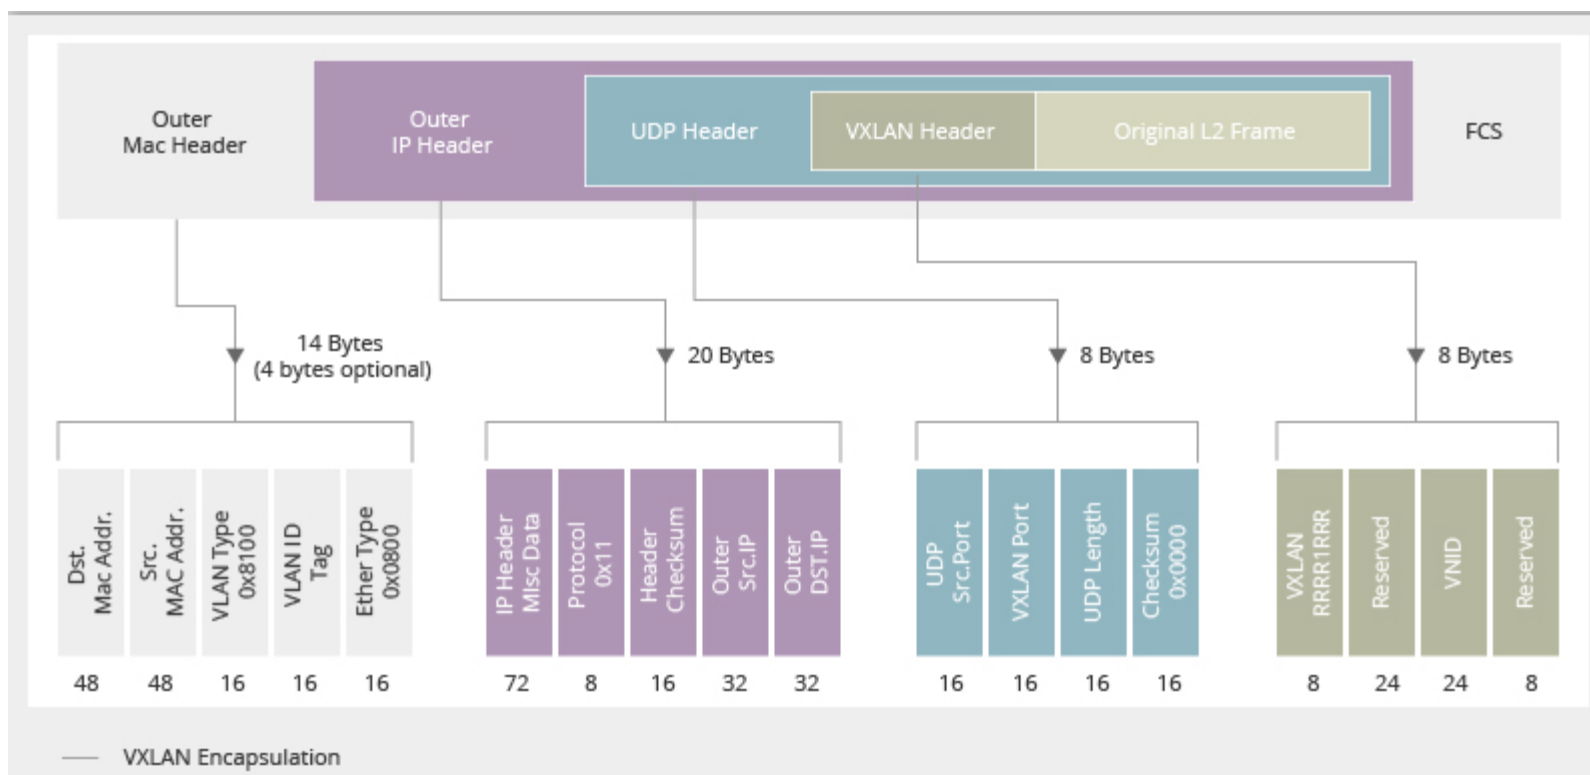 Outer
Mac Header
Outer
IP Header
UDP Header
VXLAN Header
Original L2 Frame
FCS
14 Bytes
(4 bytes optional)
20 Bytes
8 Bytes
8 Bytes
Dst.
Mac Addr.
Src.
MAC Addr.
VLAN Type
0x8100
VLAN ID
Tag
Ether Type
0x0800
IP Header
MIsc Data
Protocol
0x11
Header
Checksum
Outer
Src.IP
Outer
DST.IP
UDP
Src.Port
VXLAN Port
UDP Length
Checksum
0x0000
VXLAN
RRRR1RRR
Reserved
VNID
Reserved
48
48
16
16
16
72
8
16
32
32
16
16
16
16
8
24
24
8
VXLAN Encapsulation